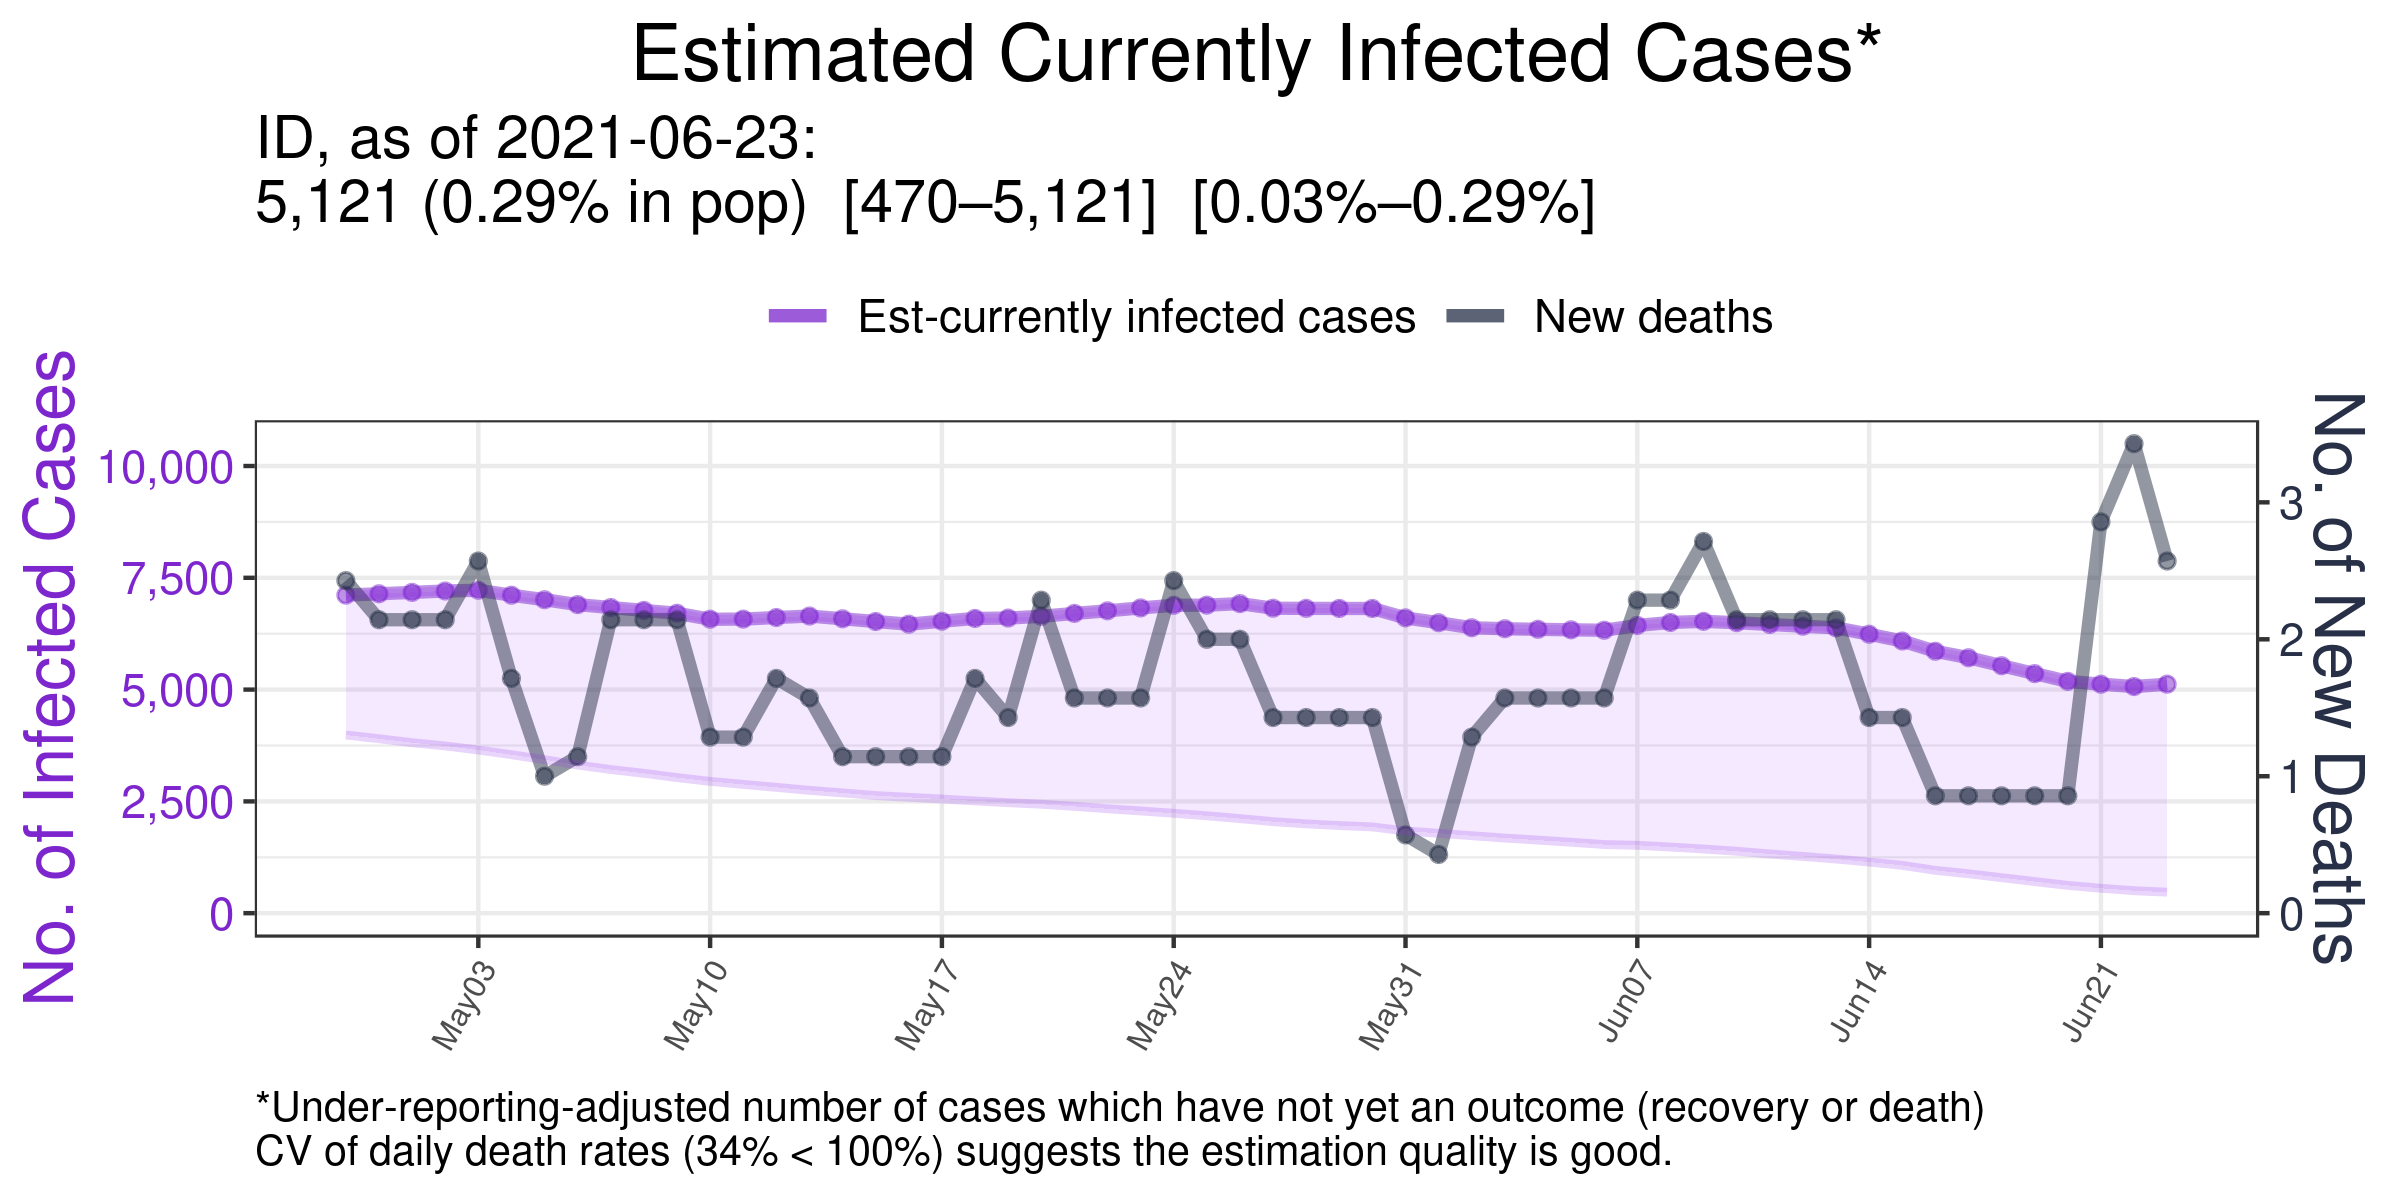 Estimated Currently Infected Cases*
ID, as of 2021-06-23:
5,121 (0.29% in pop)  [470–5,121]  [0.03%–0.29%]
Est-currently infected cases
New deaths
No. of Infected Cases
10,000
7,500
5,000
2,500
0
3
2
1
0
No. of New Deaths
May03
May10
May17
May24
May31
Jun07
Jun14
Jun21
*Under-reporting-adjusted number of cases which have not yet an outcome (recovery or death)
CV of daily death rates (34% < 100%) suggests the estimation quality is good.